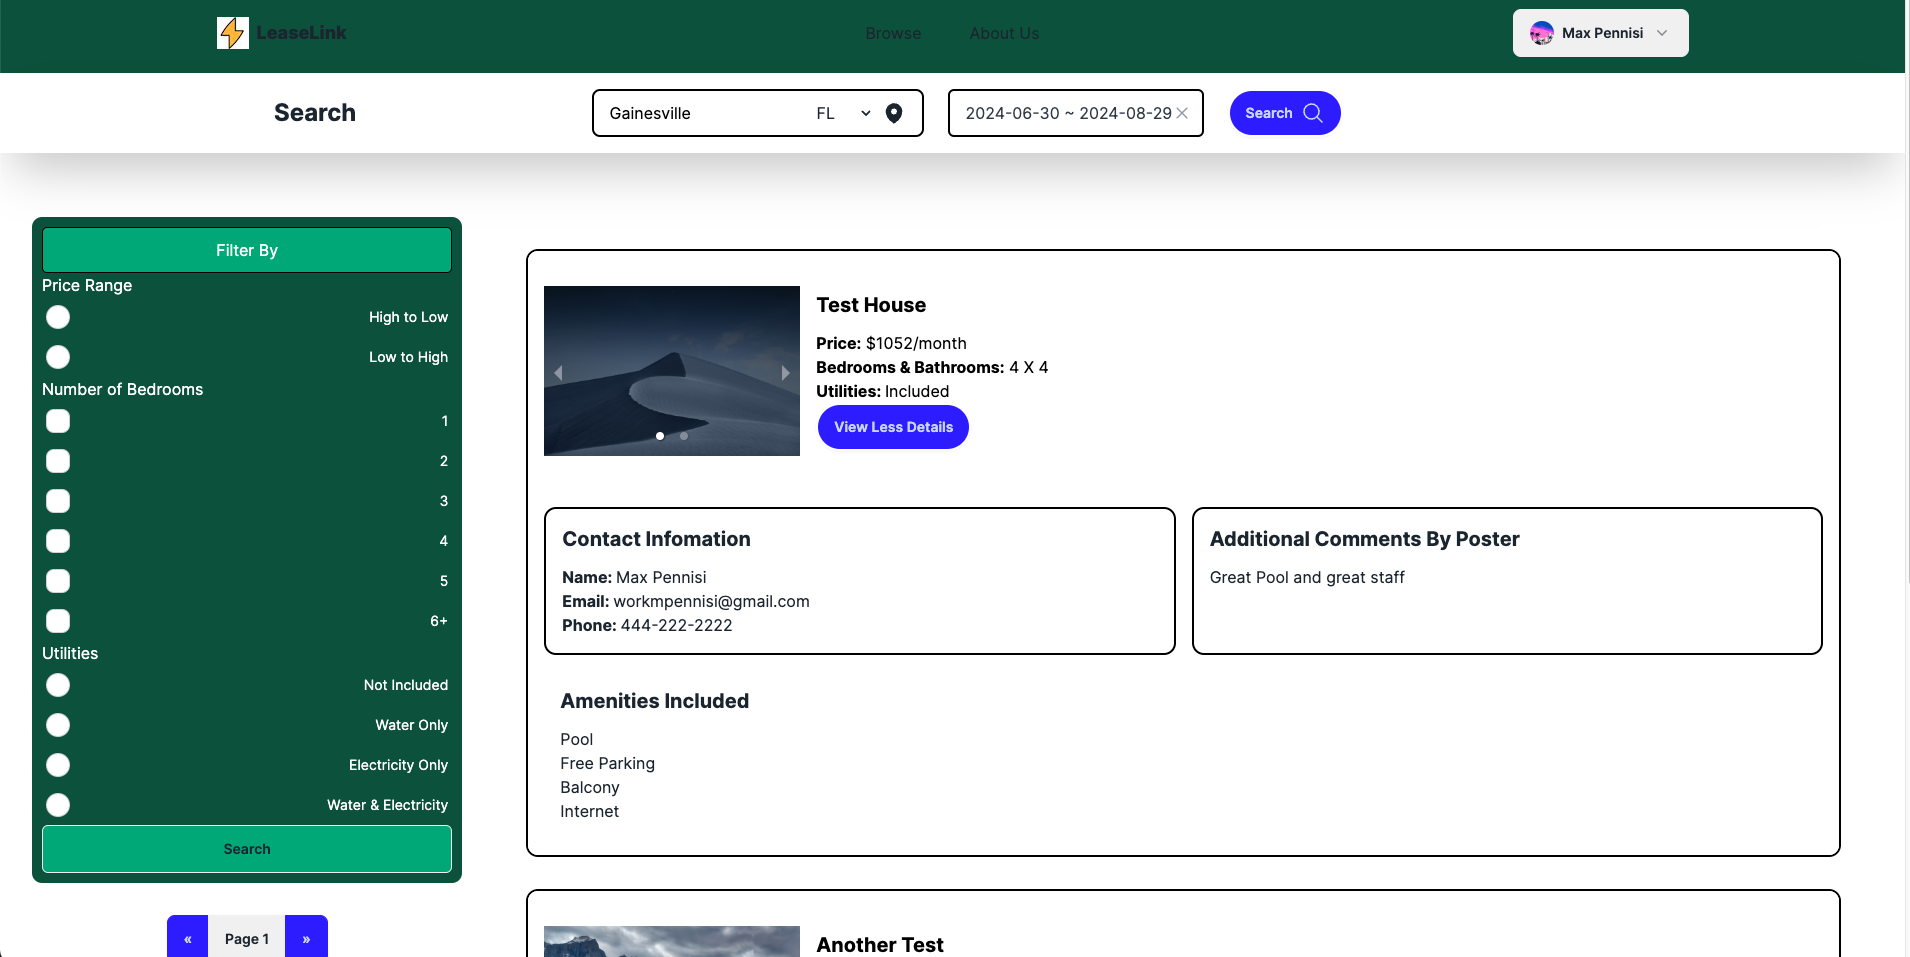 LeaseLink
Browse
About Us
Max Pennisi
Search
Gainesville
FL
2024-06-30 ~ 2024-08-29
Search
Filter By
Price Range
High to Low
Low to High
Number of Bedrooms
1
2
3
4
5
6+
Utilities
Not Included
Water Only
Electricity Only
Water & Electricity
Search
« Page 1 »
Test House
Price: $1052/month
Bedrooms & Bathrooms: 4 X 4
Utilities: Included
View Less Details
Contact Infomation
Name: Max Pennisi
Email: workmpennisi@gmail.com
Phone: 444-222-2222
Additional Comments By Poster
Great Pool and great staff
Amenities Included
Pool
Free Parking
Balcony
Internet
Another Test